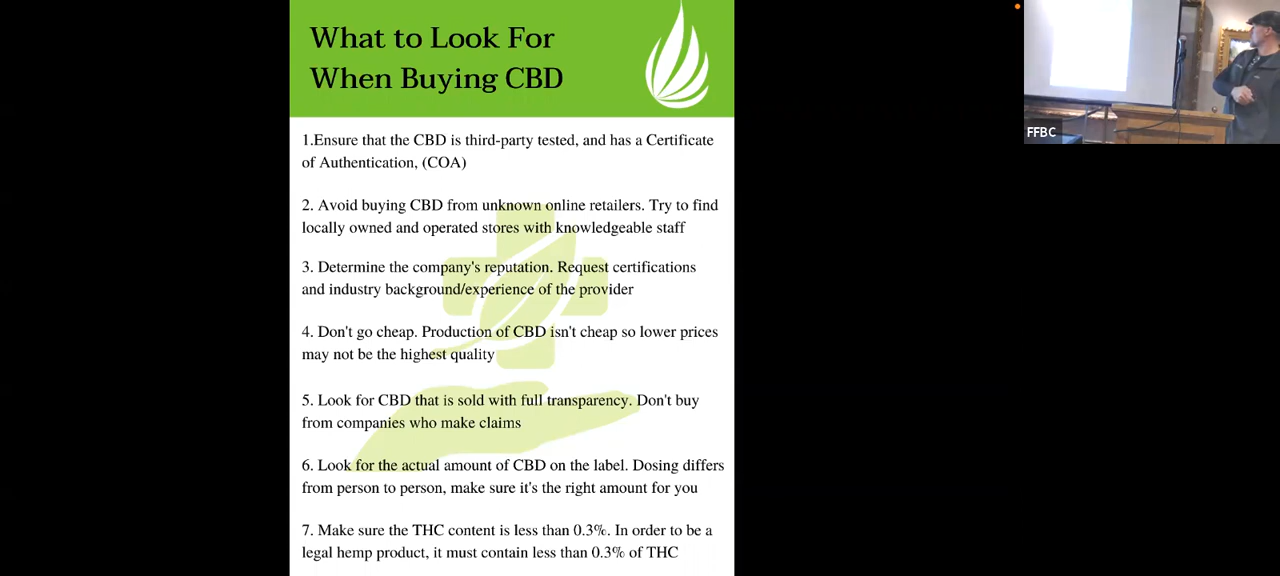 What to Look For
When Buying CBD
1.Ensure that the CBD is third-party tested, and has a Certificate
of Authentication, (COA)
2. Avoid buying CBD from unknown online retailers. Try to find
locally owned and operated stores with knowledgeable staff
3. Determine the company's reputation. Request certifications
and industry background/experience of the provider
4. Don't go cheap. Production of CBD isn't cheap so lower prices
may not be the highest quality
5. Look for CBD that is sold with full transparency. Don't buy
from companies who make claims
6. Look for the actual amount of CBD on the label. Dosing differs
from person to person, make sure it's the right amount for you
7. Make sure the THC content is less than 0.3%. In order to be a
legal hemp product, it must contain less than 0.3% of THC
FFBC